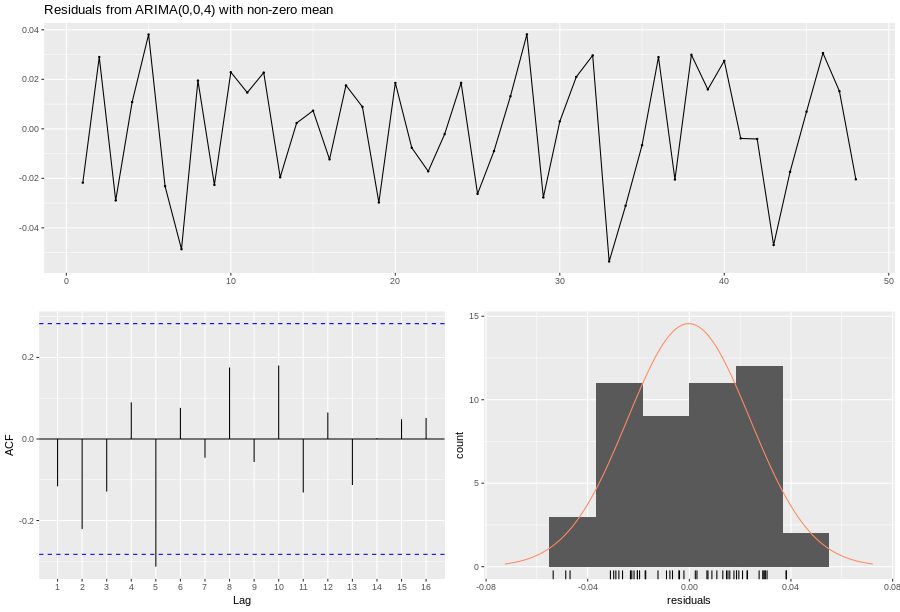 Residuals from ARIMA(0,0,4) with non-zero mean
0.04
0.02
0.00
-0.02
-0.04
0 10 20 30 40 50
ACF
0.2
0.0
-0.2
1 2 3 4 5 6 7 8 9 10 11 12 13 14 15 16
Lag
count
15
10
5
0
-0.08 -0.04 0.00 0.04 0.08
residuals